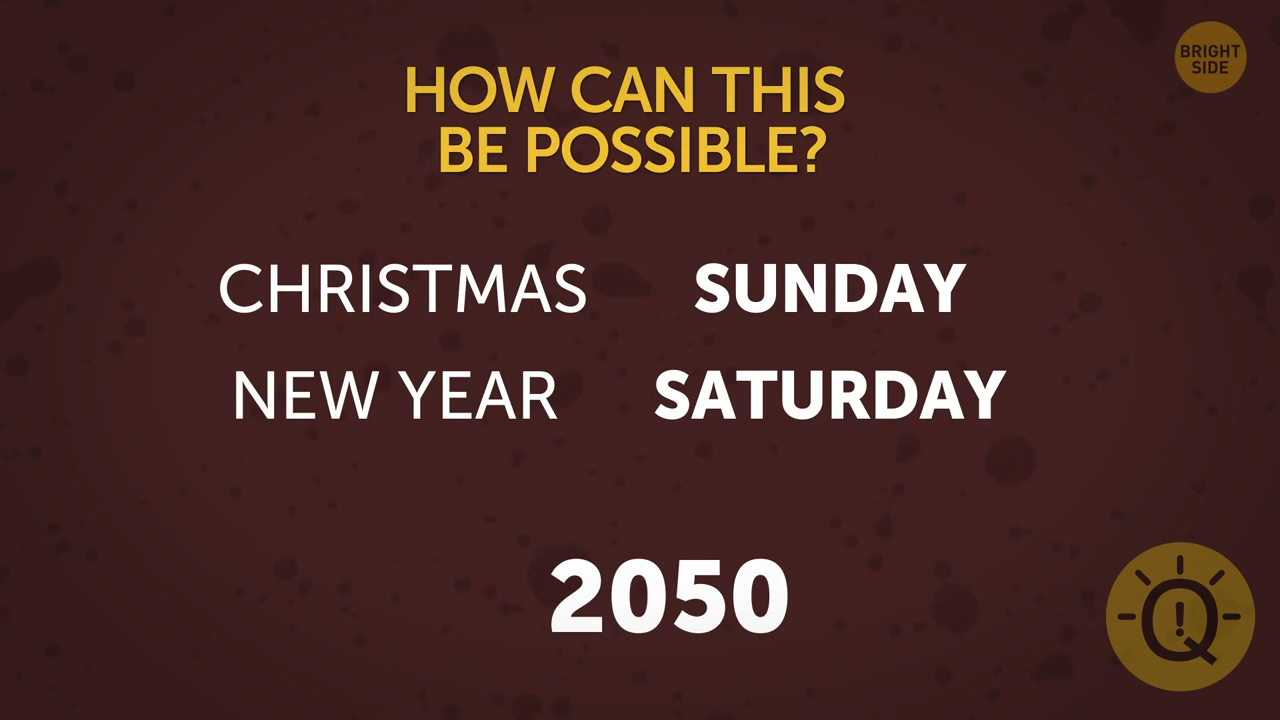 BRIGHT
SIDE
HOW CAN THIS
BE POSSIBLE?
CHRISTMAS SUNDAY
NEW YEAR SATURDAY
2050
Q!